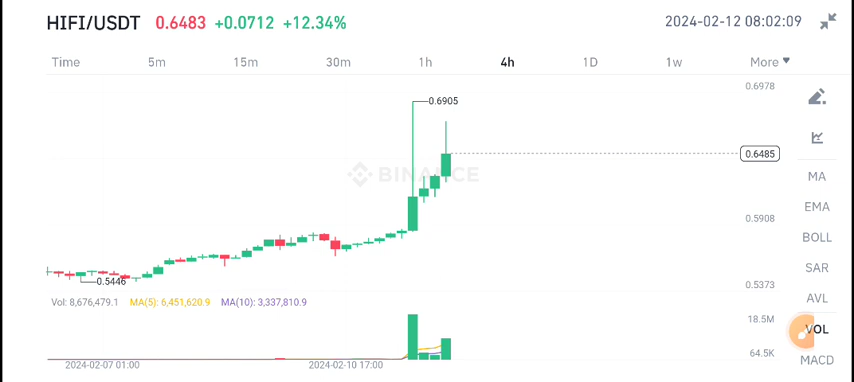 HIFI/USDT 0.6483 +0.0712 +12.34% 2024-02-12 08:02:09
Time 5m 15m 30m 1h 4h 1D 1w More
0.6978
0.6905
0.6485
BINANCE
MA
EMA
0.5908
BOLL
SAR
0.5446
0.5373
Vol: 8,676,479.1 MA(5): 6,451,620.9 MA(10): 3,337,810.9
AVL
18.5M
VOL
64.5K
MACD
2024-02-07 01:00 2024-02-10 17:00